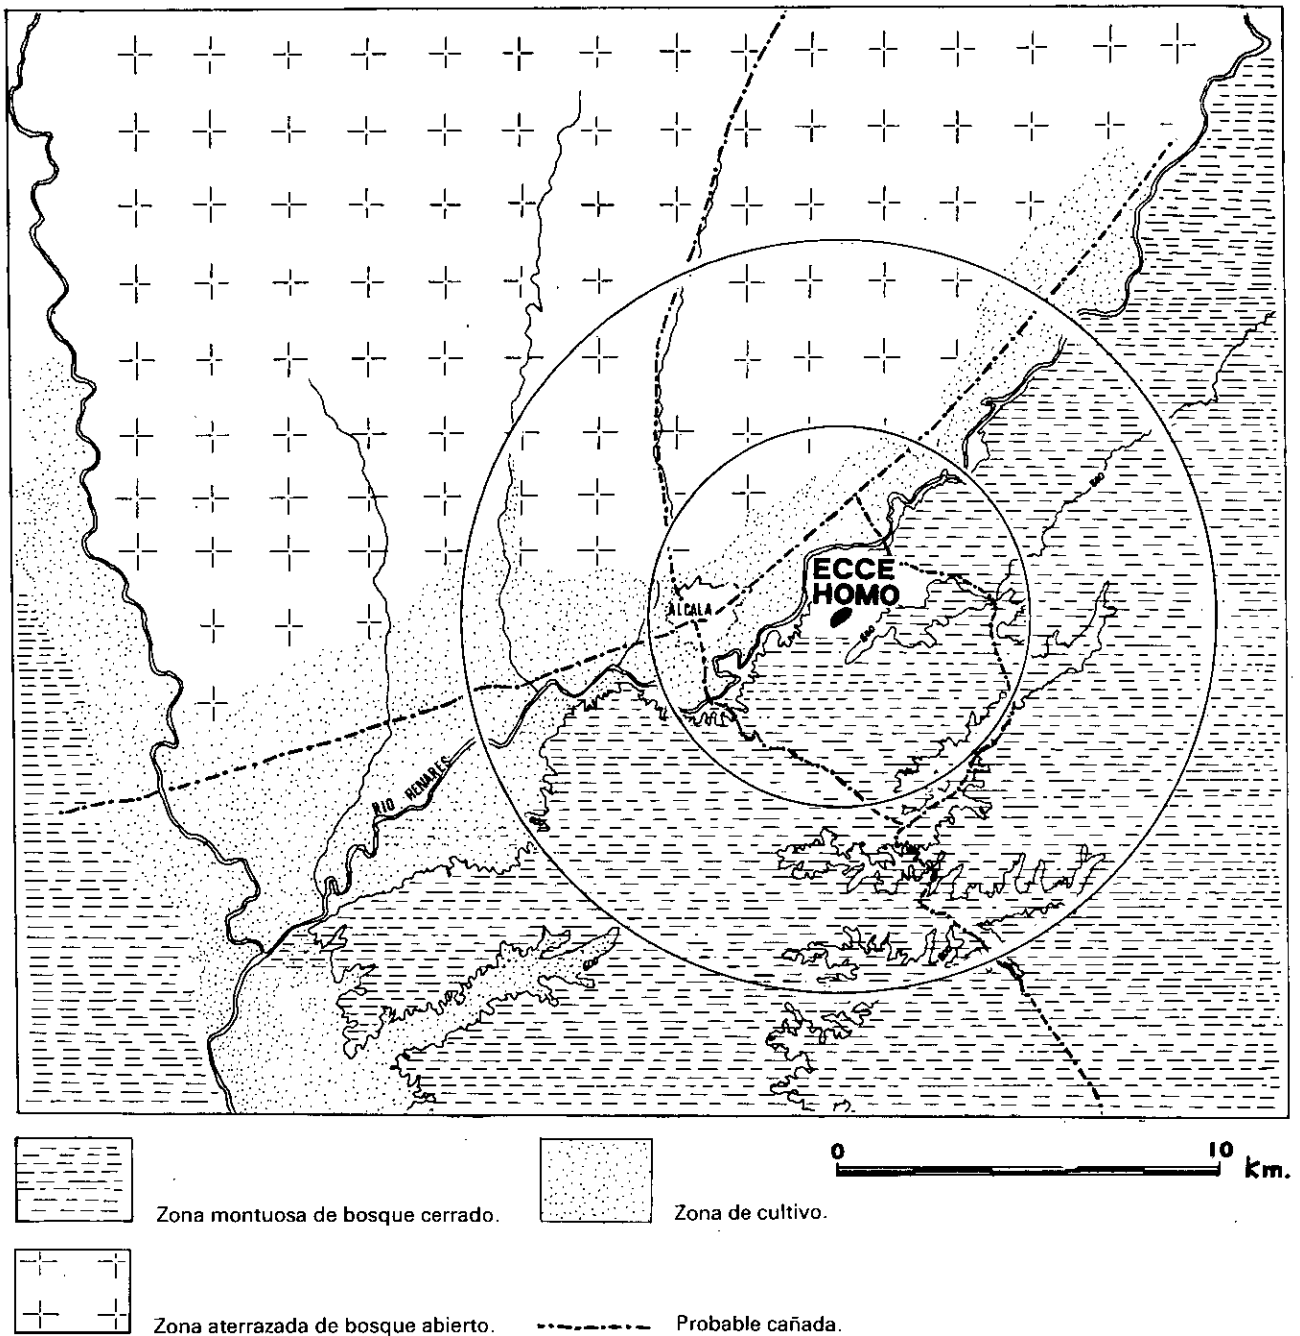 ECCE
HOMO
ALCALA
RIO HENARES
0 10 Km.
Zona montuosa de bosque cerrado.
Zona de cultivo.
Zona aterrazada de bosque abierto.
Probable cañada.